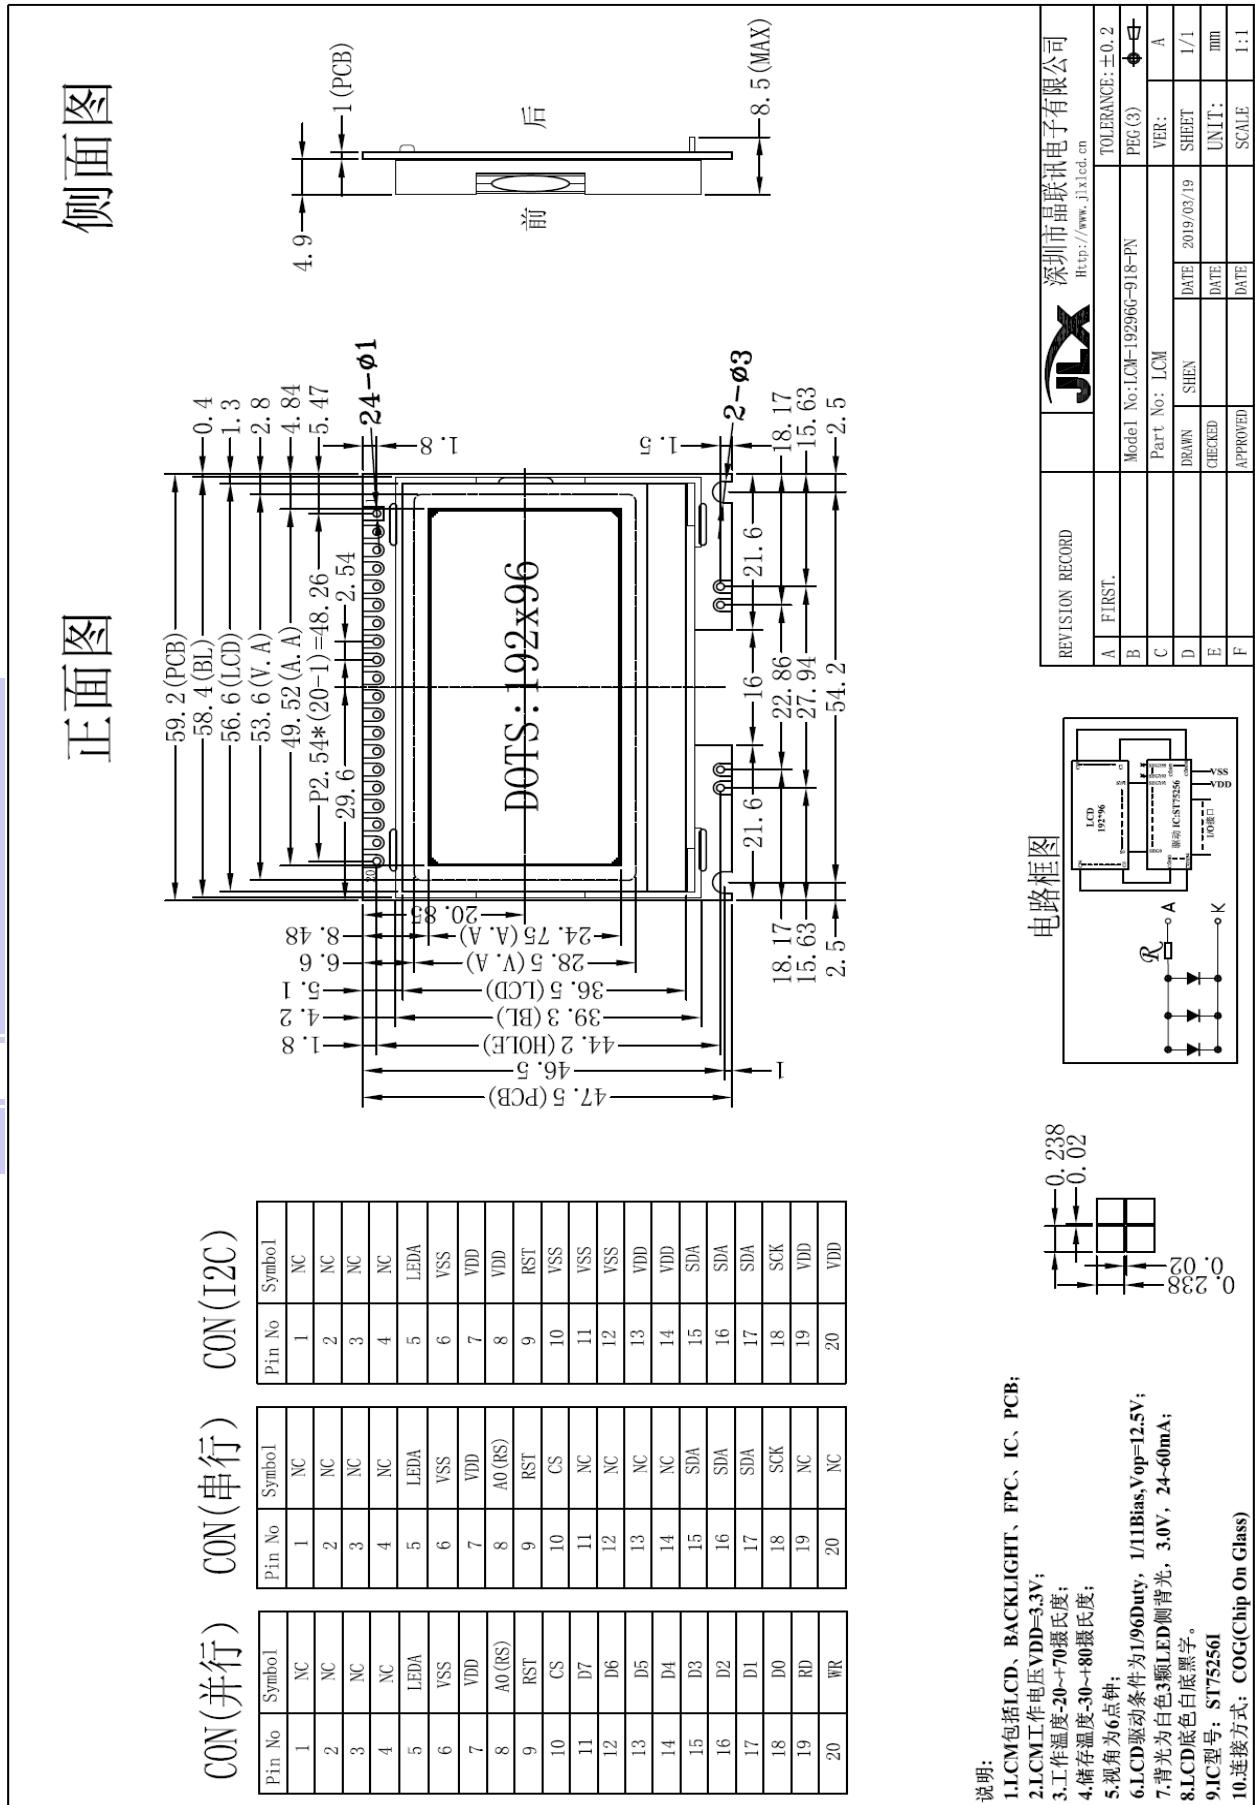 正面图
侧面图
59.2(PCB)
58.4(BL)
56.6(LCD)
53.6(V.A)
49.52(A.A)
P2.54*(20-1)=48.26
29.6
2.54
0.4
1.3
2.8
4.84
5.47
24-ø1
1.8
1.5
2-ø3
20
DOTS:192x96
47.5(PCB)
46.5
1
44.2(HOLE)
1.8
39.3(BL)
4.2
36.5(LCD)
5.1
28.5(V.A)
6.6
24.75(A.A)
8.48
20.85
21.6
16
21.6
18.17
22.86
18.17
15.63
27.94
15.63
2.5
54.2
2.5
4.9
1(PCB)
前
后
8.5(MAX)
CON(并行)
Pin No Symbol
1 NC
2 NC
3 NC
4 NC
5 LEDA
6 VSS
7 VDD
8 A0(RS)
9 RST
10 CS
11 D7
12 D6
13 D5
14 D4
15 D3
16 D2
17 D1
18 D0
19 RD
20 WR
CON(串行)
Pin No Symbol
1 NC
2 NC
3 NC
4 NC
5 LEDA
6 VSS
7 VDD
8 A0(RS)
9 RST
10 CS
11 NC
12 NC
13 NC
14 NC
15 SDA
16 SDA
17 SDA
18 SCK
19 NC
20 NC
CON(I2C)
Pin No Symbol
1 NC
2 NC
3 NC
4 NC
5 LEDA
6 VSS
7 VDD
8 VDD
9 RST
10 VSS
11 VSS
12 VSS
13 VDD
14 VDD
15 SDA
16 SDA
17 SDA
18 SCK
19 VDD
20 VDD
说明:
1.LCM包括LCD、BACKLIGHT、FPC、IC、PCB;
2.LCM工作电压VDD=3.3V;
3.工作温度-20~+70摄氏度;
4.储存温度-30~+80摄氏度;
5.视角为6点钟;
6.LCD驱动条件为1/96Duty, 1/11Bias,Vop=12.5V;
7.背光为白色3颗LED侧背光, 3.0V, 24~60mA;
8.LCD底色白底黑字。
9.IC型号: ST75256I
10.连接方式: COG(Chip On Glass)
0.238
0.02
0.02
0.238
电路框图
R
A
K
LCD
192*96
驱动 IC:ST75256
I/O接口
VDD
VSS
REVISION RECORD
A FIRST.
B
C
D
E
F
JLX
深圳市晶联讯电子有限公司
Http://www.jlxlcd.cn
TOLERANCE:±0.2
Model No:LCM-19296G-918-PN PEG(3)
Part No: LCM VER: A
DRAWN SHEN DATE 2019/03/19 SHEET 1/1
CHECKED DATE UNIT: mm
APPROVED DATE SCALE 1:1